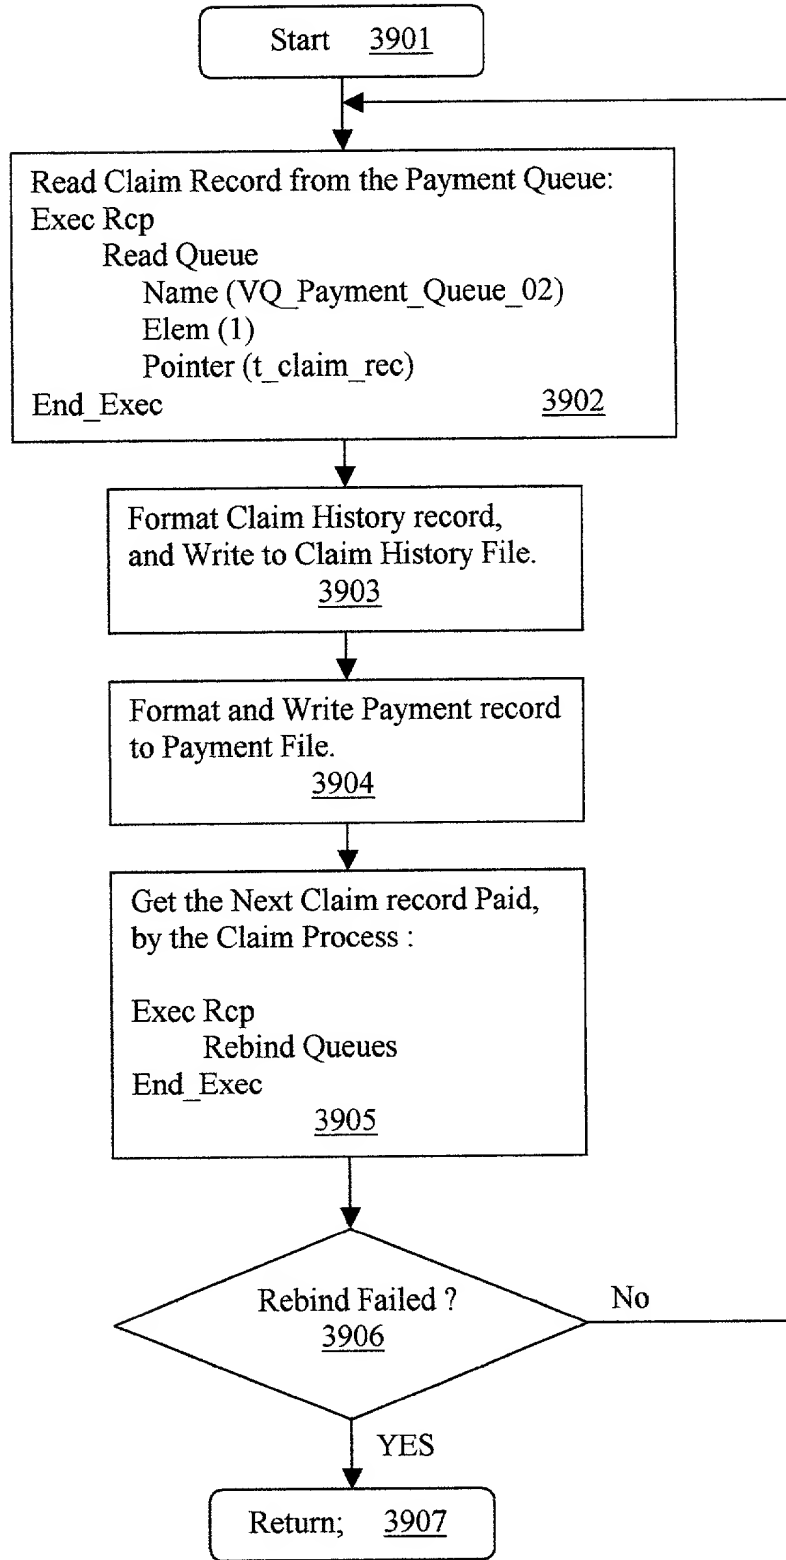 Start 3901
Read Claim Record from the Payment Queue:
Exec Rcp
Read Queue
Name (VQ_Payment_Queue_02)
Elem (1)
Pointer (t_claim_rec)
End_Exec 3902
Format Claim History record,
and Write to Claim History File.
3903
Format and Write Payment record
to Payment File.
3904
Get the Next Claim record Paid,
by the Claim Process :
Exec Rcp
Rebind Queues
End_Exec
3905
Rebind Failed ?
3906
No
YES
Return; 3907